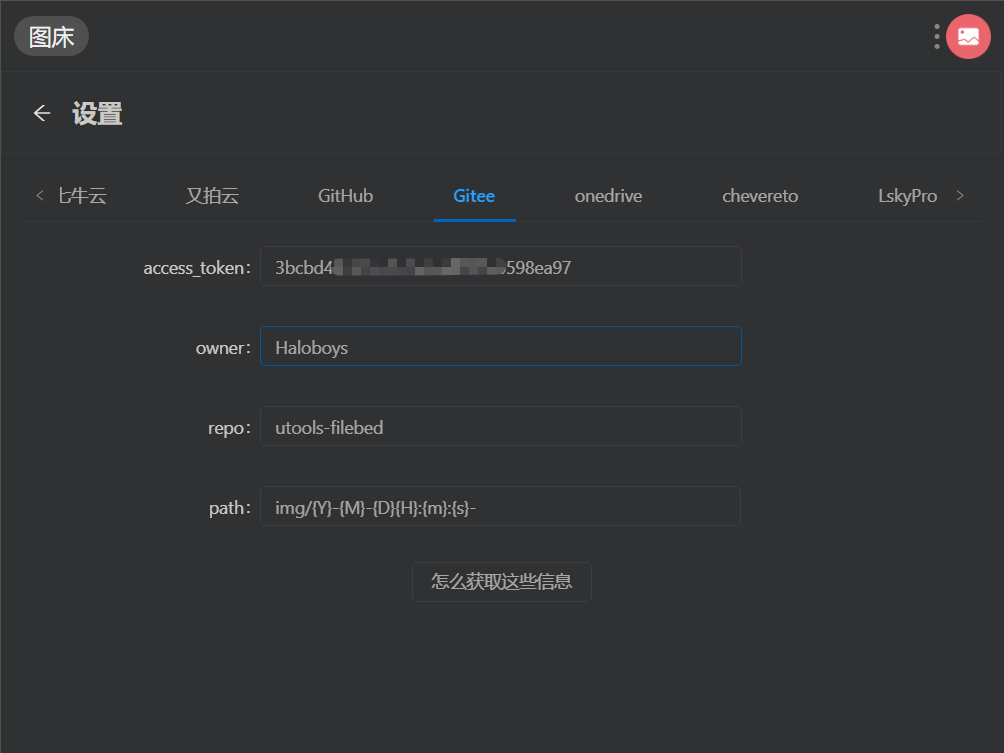 图床
设置
七牛云 又拍云 GitHub Gitee onedrive chevereto LskyPro
access_token: 3bcbd4 598ea97
owner: Haloboys
repo: utools-filebed
path: img/{Y}-{M}-{D}{H}:{m}:{s}-
怎么获取这些信息